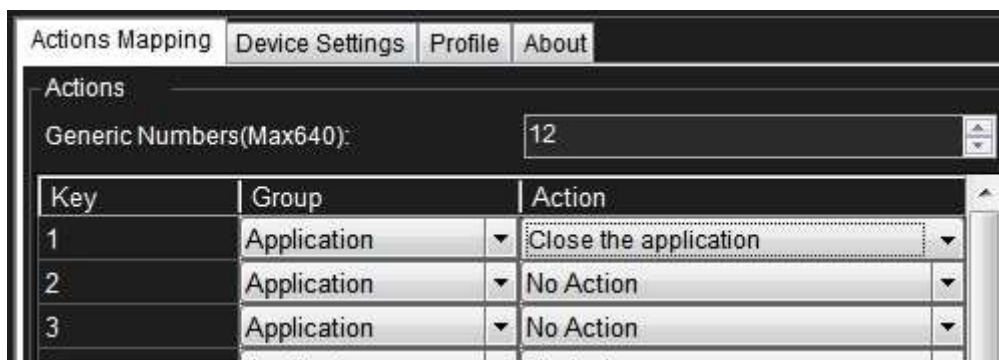 Actions Mapping Device Settings Profile About
Actions
Generic Numbers(Max640): 12
Key Group Action
1 Application Close the application
2 Application No Action
3 Application No Action